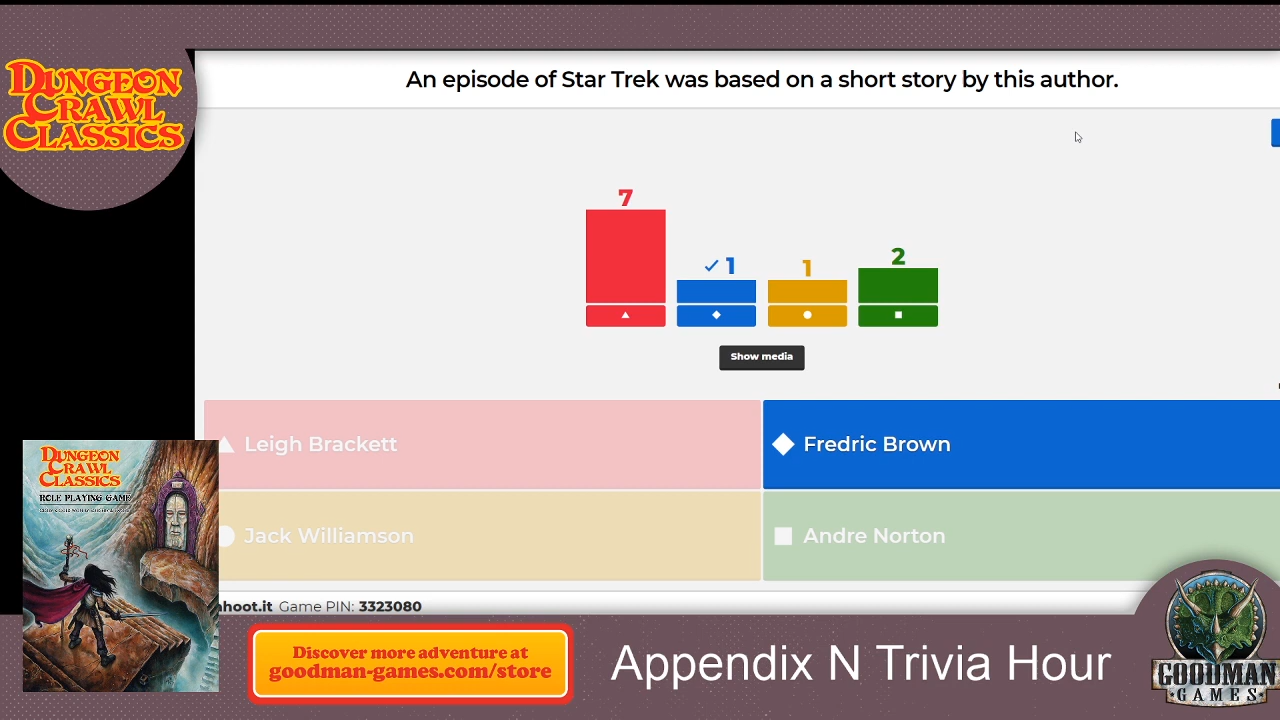 DUNGEON
CRAWL
CLASSICS
An episode of Star Trek was based on a short story by this author.
7
1
1
2
Show media
Leigh Brackett
Fredric Brown
Jack Williamson
Andre Norton
DUNGEON
CRAWL
CLASSICS
ROLE PLAYING GAME
hoot.it Game PIN: 3323080
Discover more adventure at
goodman-games.com/store
Appendix N Trivia Hour
GOODMAN
GAMES